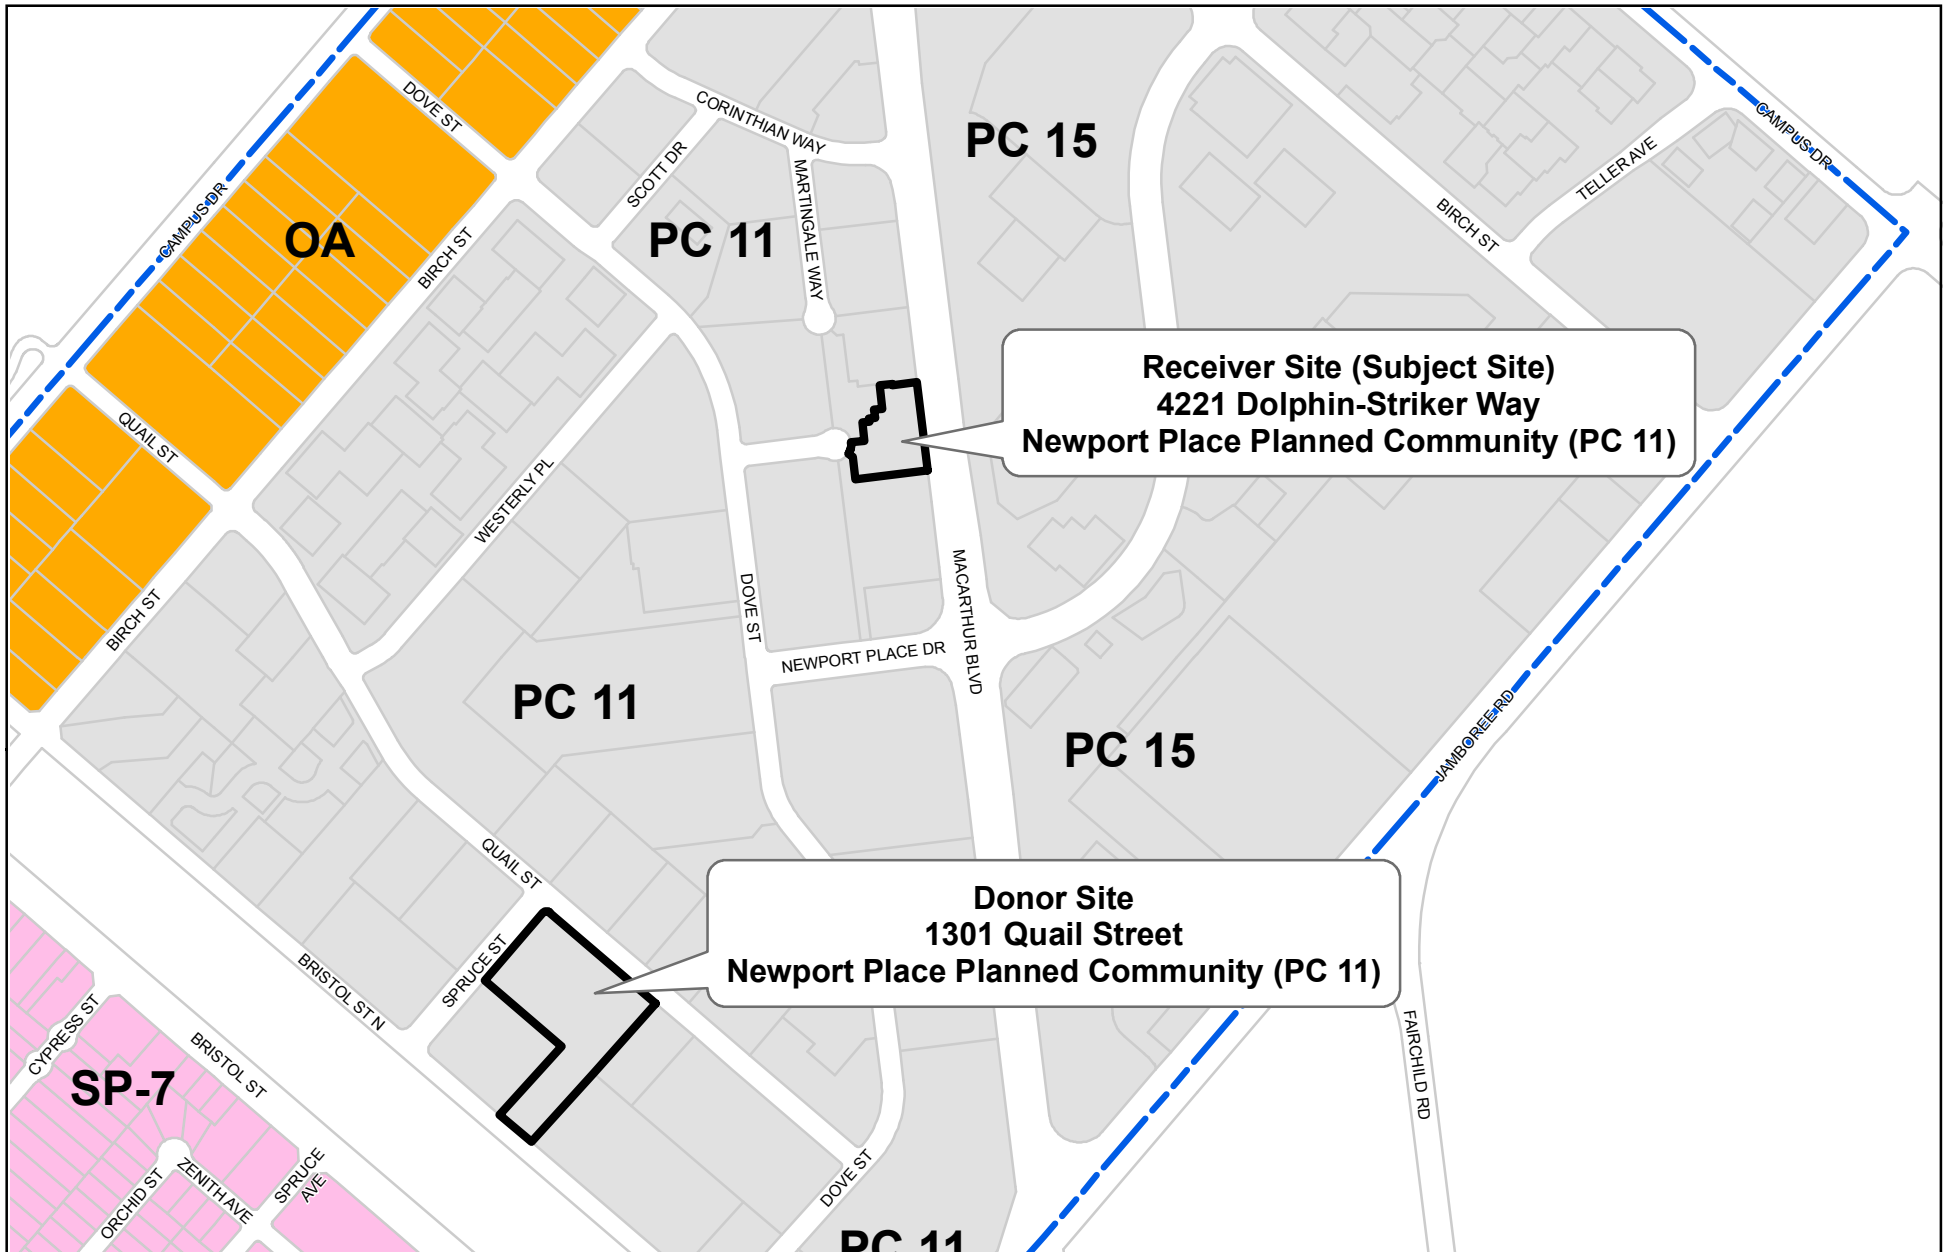 DOVE ST
CORINTHIAN WAY
PC 15
CAMPUS DR
TELLER AVE
SCOTT DR
MARTINGALE WAY
CAMPUS DR
OA
BIRCH ST
PC 11
BIRCH ST
Receiver Site (Subject Site)
4221 Dolphin-Striker Way
Newport Place Planned Community (PC 11)
QUAIL ST
WESTERLY PL
BIRCH ST
DOVE ST
MACARTHUR BLVD
NEWPORT PLACE DR
PC 11
PC 15
JAMBOREE RD
QUAIL ST
Donor Site
1301 Quail Street
Newport Place Planned Community (PC 11)
SPRUCE ST
BRISTOL ST N
CYPRESS ST
BRISTOL ST
SP-7
FAIRCHILD RD
ORCHID ST
ZENITH AVE
SPRUCE
AVE
DOVE ST
PC 11